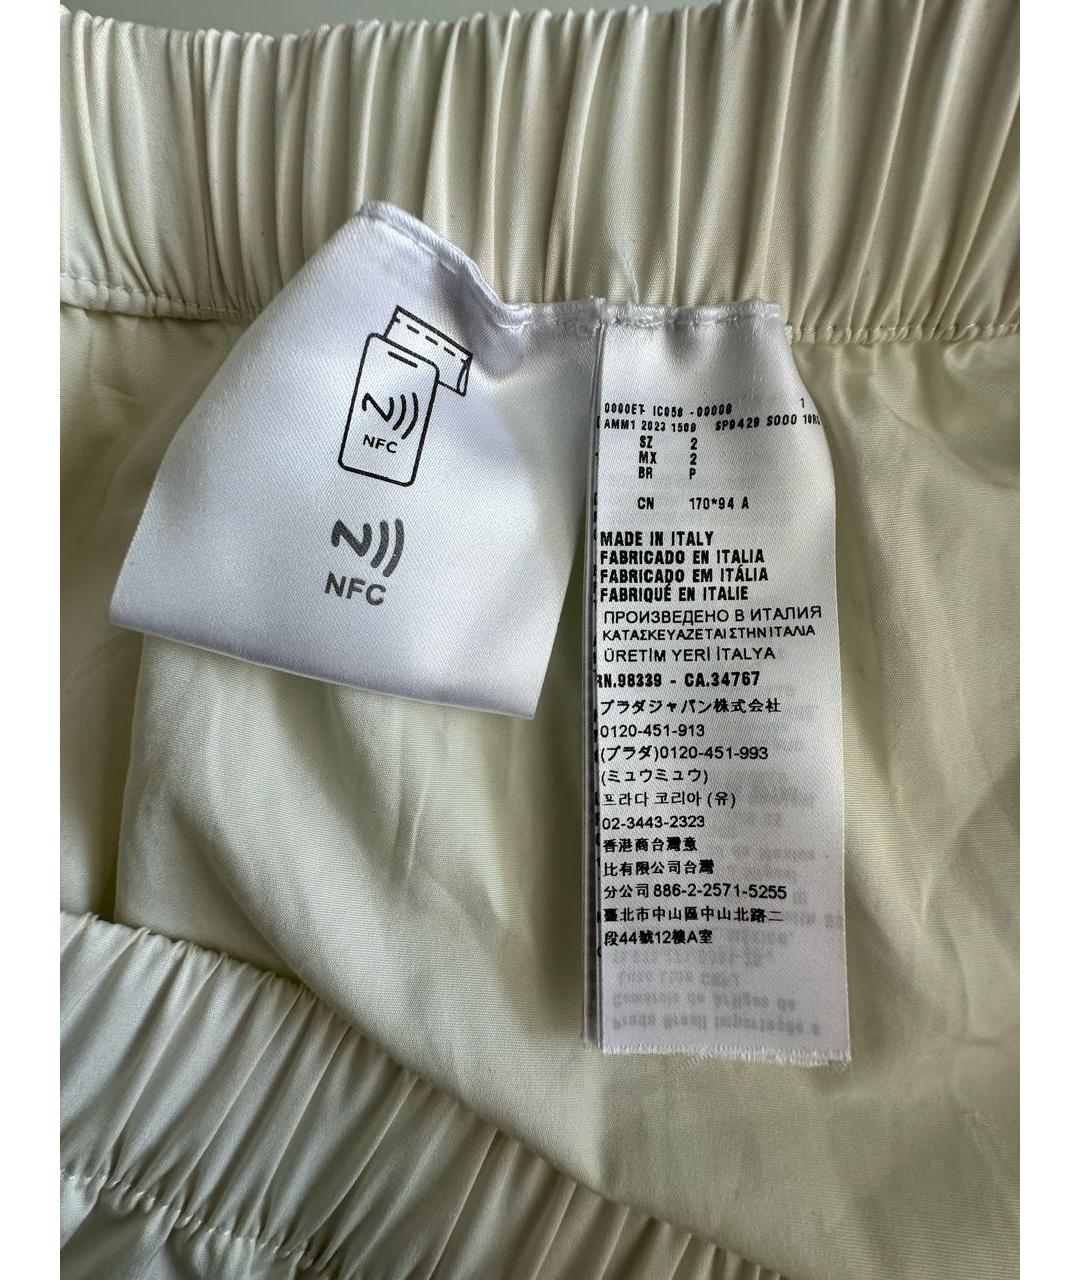 NFC
NFC
1
AMM1 2023 1509 SP0429 S000
SZ 2
MX 2
BR P
CN 170*94 A
MADE IN ITALY
FABRICADO EN ITALIA
FABRICADO EM ITÁLIA
FABRIQUÉ EN ITALIE
ПРОИЗВЕДЕНО В ИТАЛИЯ
ΚΑΤΑΣΚΕΥΑΖΕΤΑΙ ΣΤΗΝ ΙΤΑΛΙΑ
ÜRETİM YERİ İTALYA
RN.98339 - CA.34767
プラダジャパン株式会社
0120-451-913
(プラダ)0120-451-993
(ミュウミュウ)
프라다 코리아 (유)
02-3443-2323
香港商台灣意
比有限公司台灣
分公司886-2-2571-5255
臺北市中山區中山北路二
段44號12樓A室